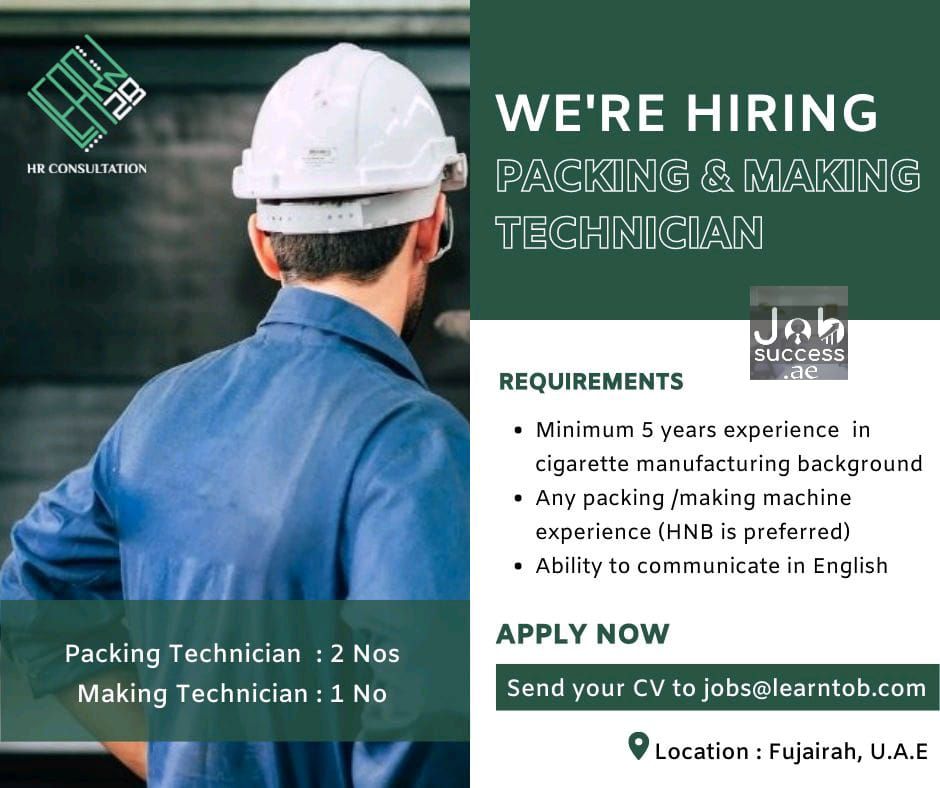 HR CONSULTATION
WE'RE HIRING
PACKING & MAKING
TECHNICIAN
Job
success
.ae
REQUIREMENTS
• Minimum 5 years experience in
cigarette manufacturing background
• Any packing /making machine
experience (HNB is preferred)
• Ability to communicate in English
Packing Technician : 2 Nos
Making Technician : 1 No
APPLY NOW
Send your CV to jobs@learntob.com
Location : Fujairah, U.A.E